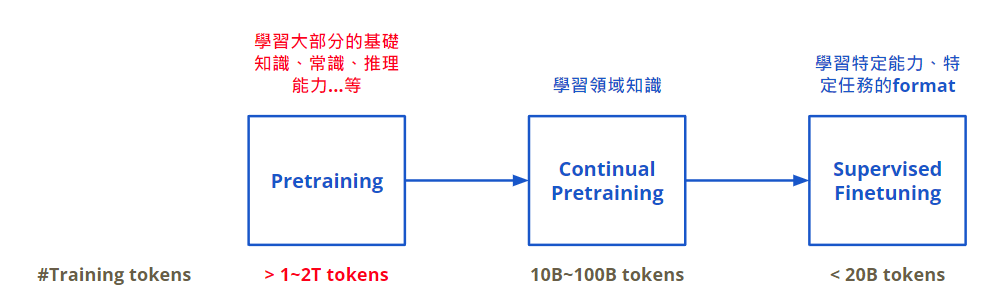 學習大部分的基礎
知識、常識、推理
能力...等
學習領域知識
學習特定能力、特
定任務的format
Pretraining
Continual
Pretraining
Supervised
Finetuning
#Training tokens
> 1~2T tokens
10B~100B tokens
< 20B tokens